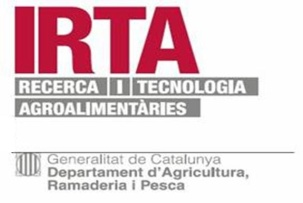 IRTA
RECERCA I TECNOLOGIA
AGROALIMENTÀRIES
Generalitat de Catalunya
Departament d'Agricultura,
Ramaderia i Pesca